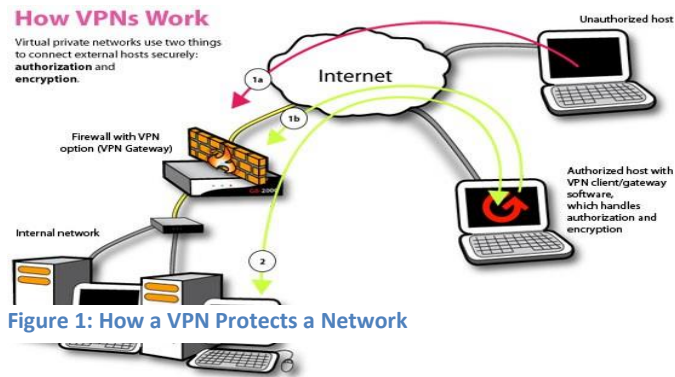 How VPNs Work
Virtual private networks use two things
to connect external hosts securely:
authorization and
encryption.
Unauthorized host
Internet
1a
1b
Firewall with VPN
option (VPN Gateway)
Authorized host with
VPN client/gateway
software,
which handles
authorization and
encryption
Internal network
2
Figure 1: How a VPN Protects a Network